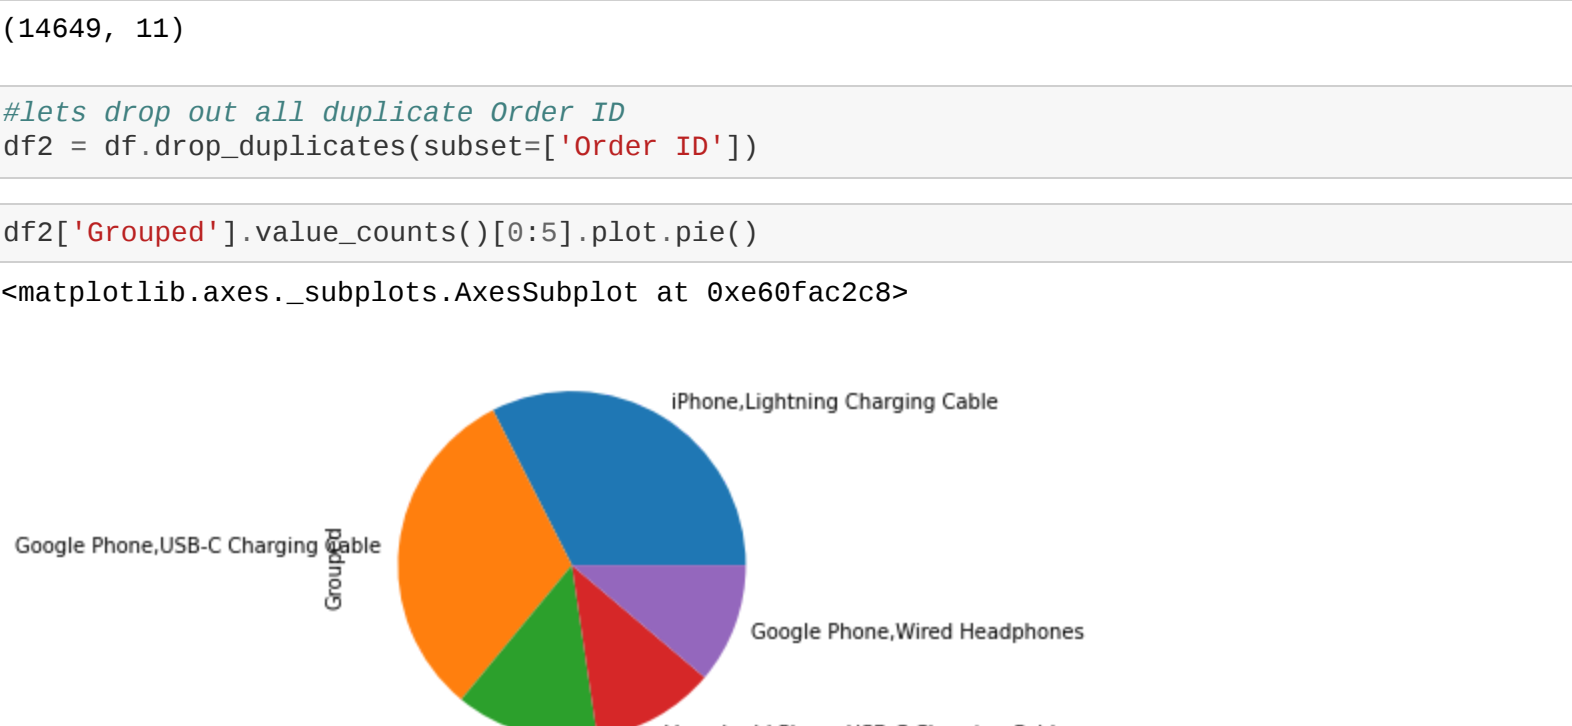 (14649, 11)
#lets drop out all duplicate Order ID
df2 = df.drop_duplicates(subset=['Order ID'])
df2['Grouped'].value_counts()[0:5].plot.pie()
<matplotlib.axes._subplots.AxesSubplot at 0xe60fac2c8>
iPhone,Lightning Charging Cable
Google Phone,USB-C Charging Cable
Grouped
Google Phone,Wired Headphones